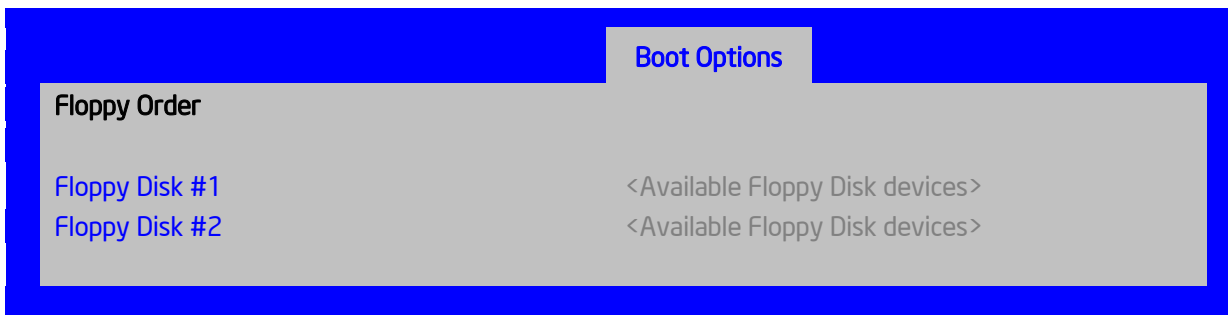 Boot Options
Floppy Order
Floppy Disk #1 <Available Floppy Disk devices>
Floppy Disk #2 <Available Floppy Disk devices>